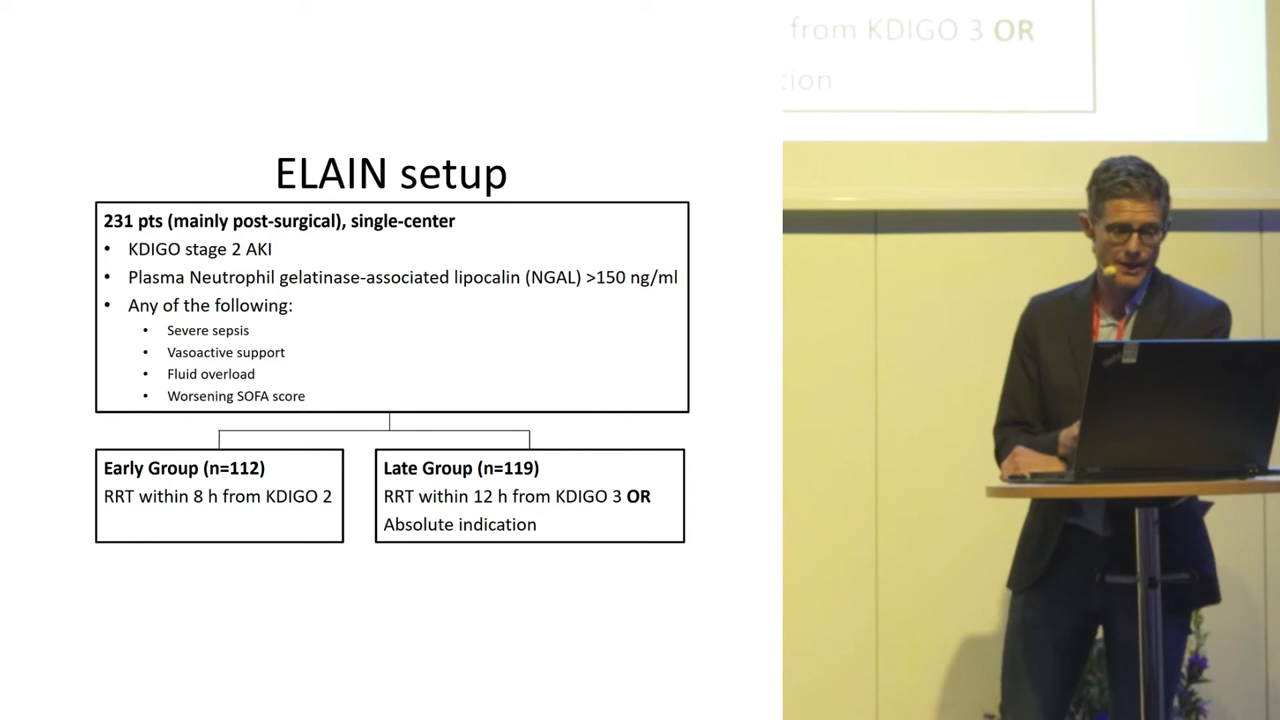 ELAIN setup
231 pts (mainly post-surgical), single-center
• KDIGO stage 2 AKI
• Plasma Neutrophil gelatinase-associated lipocalin (NGAL) >150 ng/ml
• Any of the following:
• Severe sepsis
• Vasoactive support
• Fluid overload
• Worsening SOFA score
Early Group (n=112)
RRT within 8 h from KDIGO 2
Late Group (n=119)
RRT within 12 h from KDIGO 3 OR
Absolute indication
from KDIGO 3 OR
tion